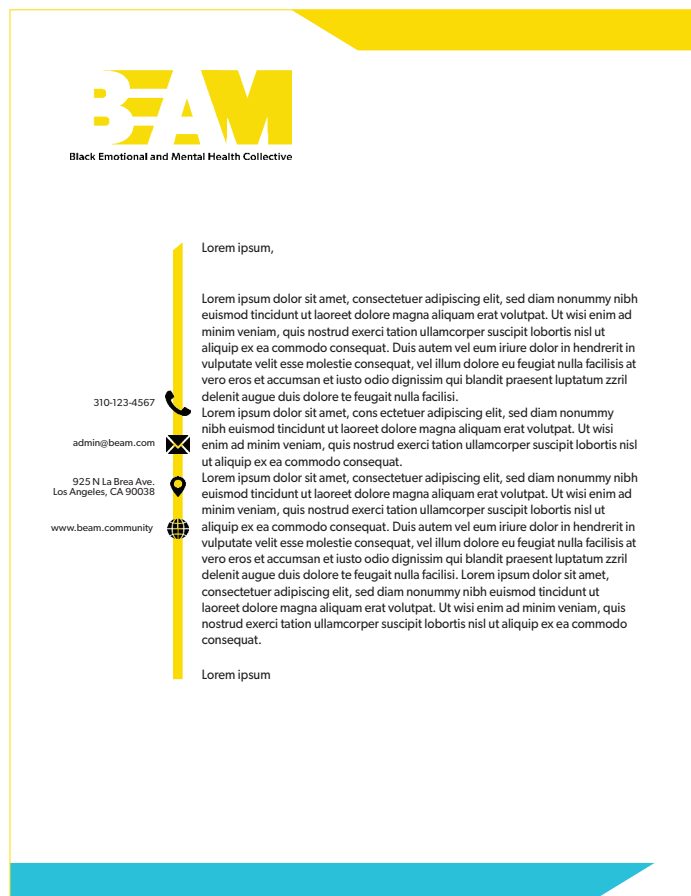 BEAM
Black Emotional and Mental Health Collective
310-123-4567
admin@beam.com
925 N La Brea Ave.
Los Angeles, CA 90038
www.beam.community
Lorem ipsum,
Lorem ipsum dolor sit amet, consectetuer adipiscing elit, sed diam nonummy nibh
euismod tincidunt ut laoreet dolore magna aliquam erat volutpat. Ut wisi enim ad
minim veniam, quis nostrud exerci tation ullamcorper suscipit lobortis nisl ut
aliquip ex ea commodo consequat. Duis autem vel eum iriure dolor in hendrerit in
vulputate velit esse molestie consequat, vel illum dolore eu feugiat nulla facilisis at
vero eros et accumsan et iusto odio dignissim qui blandit praesent luptatum zzril
delenit augue duis dolore te feugait nulla facilisi.
Lorem ipsum dolor sit amet, cons ectetuer adipiscing elit, sed diam nonummy
nibh euismod tincidunt ut laoreet dolore magna aliquam erat volutpat. Ut wisi
enim ad minim veniam, quis nostrud exerci tation ullamcorper suscipit lobortis nisl
ut aliquip ex ea commodo consequat.
Lorem ipsum dolor sit amet, consectetuer adipiscing elit, sed diam nonummy nibh
euismod tincidunt ut laoreet dolore magna aliquam erat volutpat. Ut wisi enim ad
minim veniam, quis nostrud exerci tation ullamcorper suscipit lobortis nisl ut
aliquip ex ea commodo consequat. Duis autem vel eum iriure dolor in hendrerit in
vulputate velit esse molestie consequat, vel illum dolore eu feugiat nulla facilisis at
vero eros et accumsan et iusto odio dignissim qui blandit praesent luptatum zzril
delenit augue duis dolore te feugait nulla facilisi. Lorem ipsum dolor sit amet,
consectetuer adipiscing elit, sed diam nonummy nibh euismod tincidunt ut
laoreet dolore magna aliquam erat volutpat. Ut wisi enim ad minim veniam, quis
nostrud exerci tation ullamcorper suscipit lobortis nisl ut aliquip ex ea commodo
consequat.
Lorem ipsum